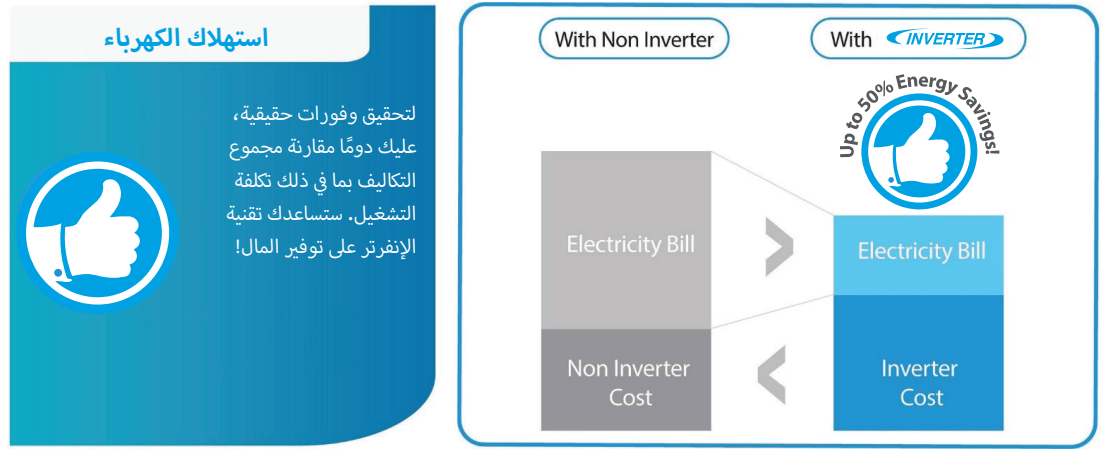 استهلاك الكهرباء
لتحقيق وفورات حقيقية،
عليك دومًا مقارنة مجموع
التكاليف بما في ذلك تكلفة
التشغيل. ستساعدك تقنية
الإنفرتر على توفير المال!
With Non Inverter
With INVERTER
Up to 50% Energy Savings!
Electricity Bill
Electricity Bill
Non Inverter
Cost
Inverter
Cost